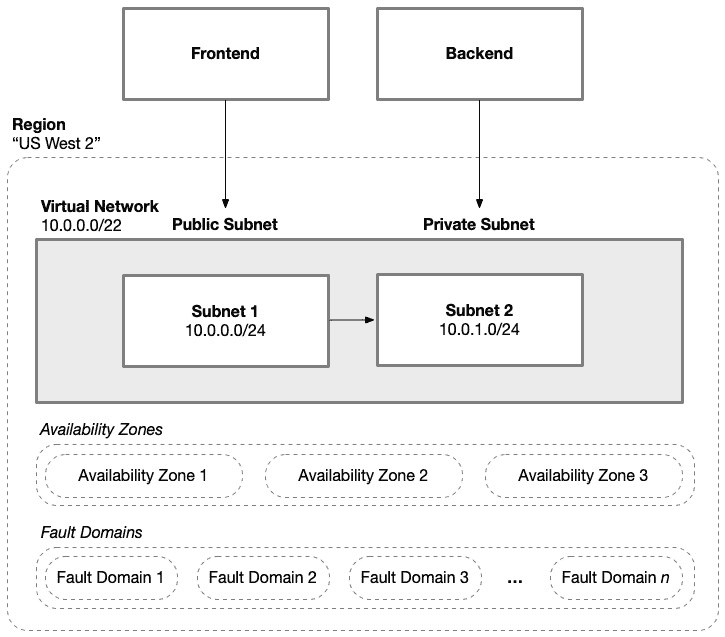 Frontend
Backend
Region
“US West 2”
Virtual Network
10.0.0.0/22
Public Subnet
Private Subnet
Subnet 1
10.0.0.0/24
Subnet 2
10.0.1.0/24
Availability Zones
Availability Zone 1
Availability Zone 2
Availability Zone 3
Fault Domains
Fault Domain 1
Fault Domain 2
Fault Domain 3
...
Fault Domain n